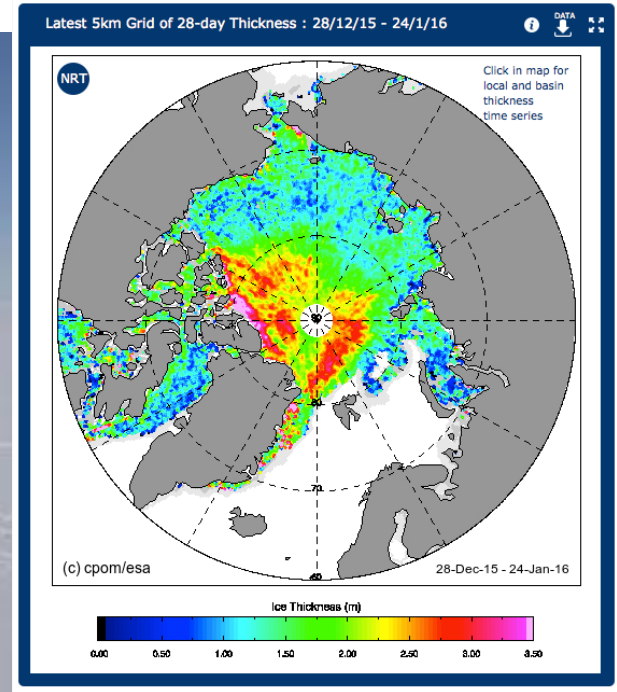 Latest 5km Grid of 28-day Thickness : 28/12/15 - 24/1/16
i
DATA
NRT
Click in map for
local and basin
thickness
time series
90
80
70
60
(c) cpom/esa
28-Dec-15 - 24-Jan-16
Ice Thickness (m)
0.00 0.50 1.00 1.50 2.00 2.50 3.00 3.50